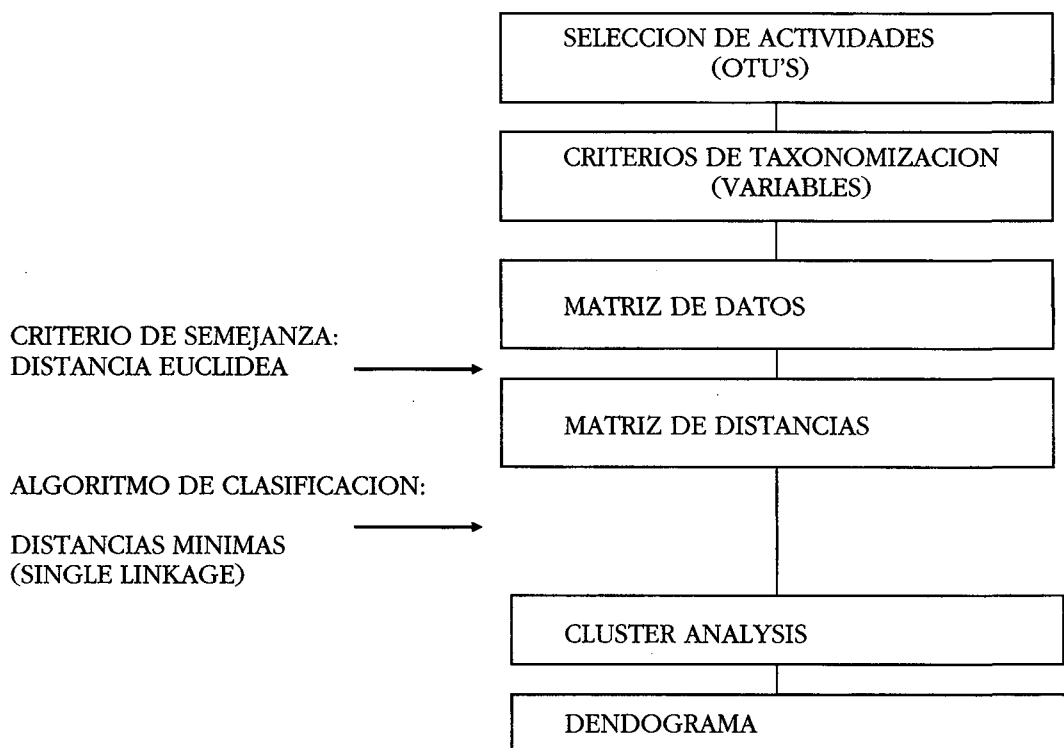 SELECCION DE ACTIVIDADES
(OTU'S)
CRITERIOS DE TAXONOMIZACION
(VARIABLES)
MATRIZ DE DATOS
CRITERIO DE SEMEJANZA:
DISTANCIA EUCLIDEA
MATRIZ DE DISTANCIAS
ALGORITMO DE CLASIFICACION:
DISTANCIAS MINIMAS
(SINGLE LINKAGE)
CLUSTER ANALYSIS
DENDOGRAMA